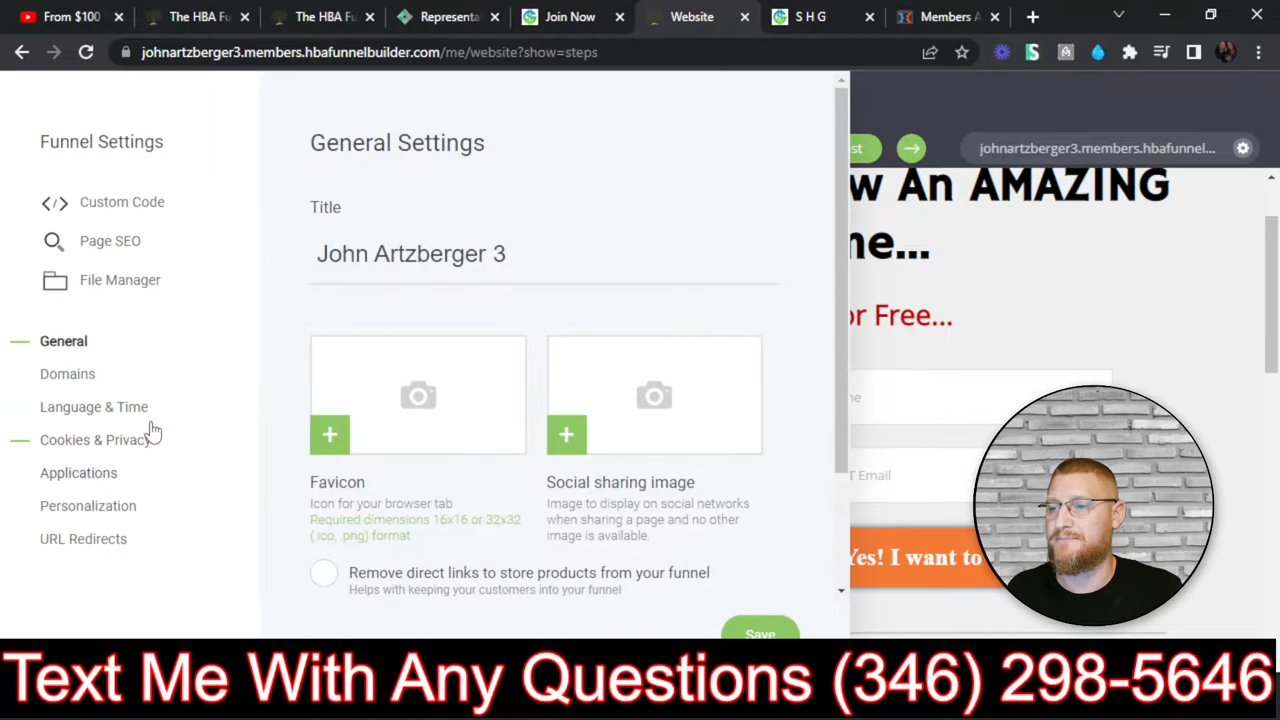 From $100
The HBA Fu
The HBA Fu
Representa
Join Now
Website
S H G
Members A
johnartzberger3.members.hbafunnelbuilder.com/me/website?show=steps
Funnel Settings
Custom Code
Page SEO
File Manager
General
Domains
Language & Time
Cookies & Privacy
Applications
Personalization
URL Redirects
General Settings
Title
John Artzberger 3
Favicon
Icon for your browser tab
Required dimensions 16x16 or 32x32
(.ico, .png) format
Social sharing image
Image to display on social networks
when sharing a page and no other
image is available.
Remove direct links to store products from your funnel
Helps with keeping your customers into your funnel
Save
est
johnartzberger3.members.hbafunnel...
w An AMAZING
me...
or Free...
me
T Email
Yes! I want to
Text Me With Any Questions (346) 298-5646